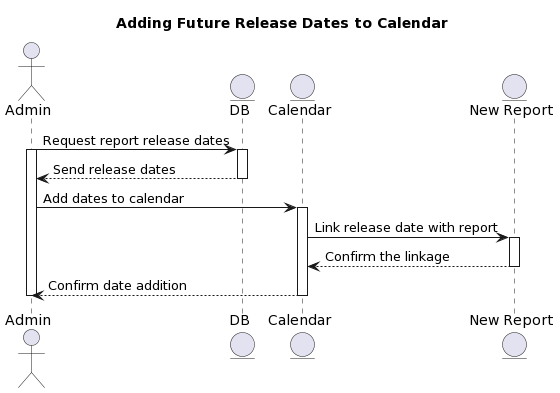 Adding Future Release Dates to Calendar
Admin
DB
Calendar
New Report
Request report release dates
Send release dates
Add dates to calendar
Link release date with report
Confirm the linkage
Confirm date addition
Admin
DB
Calendar
New Report